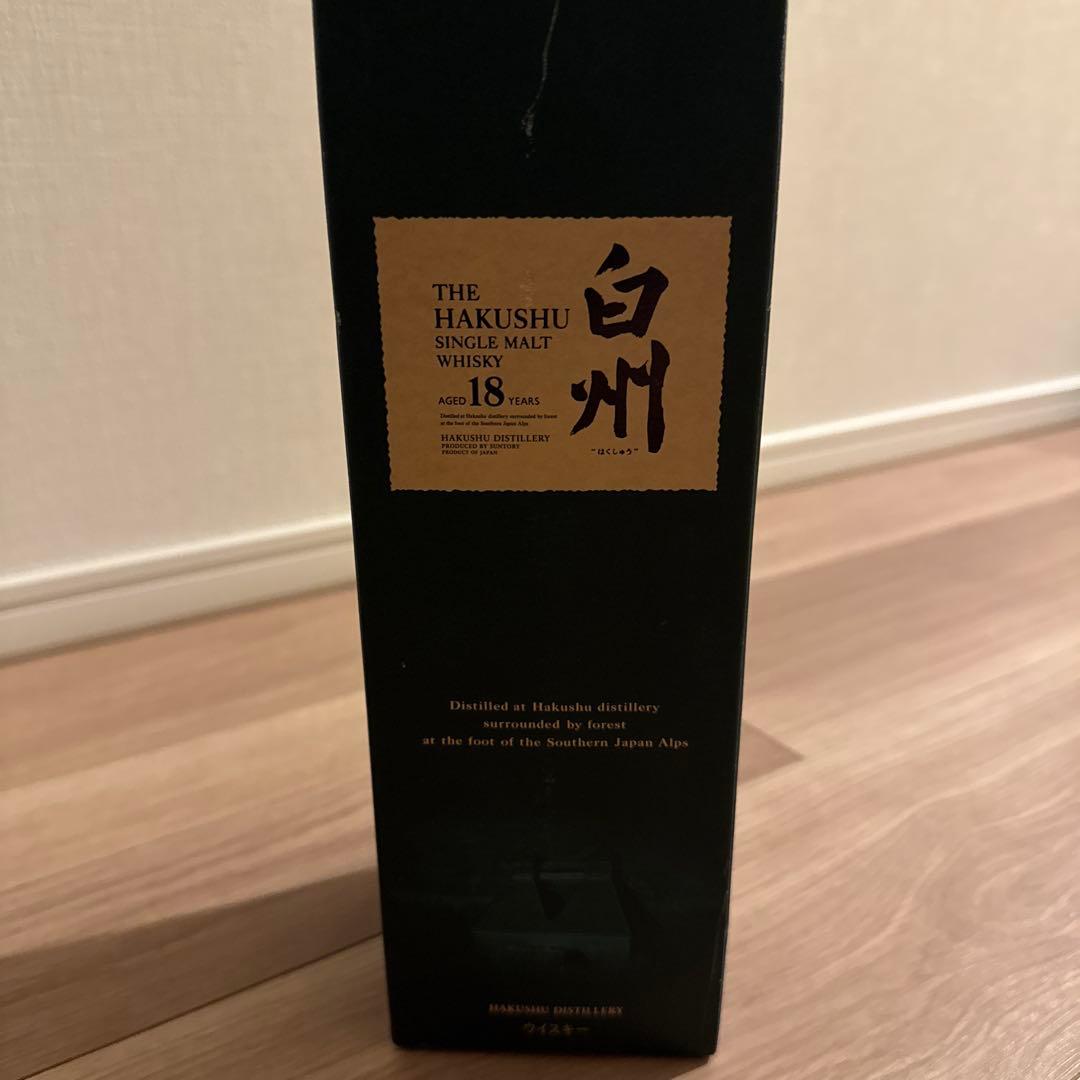 THE
HAKUSHU
SINGLE MALT
WHISKY
AGED 18 YEARS
Distilled at Hakushu distillery surrounded by forest
at the foot of the Southern Japan Alps
HAKUSHU DISTILLERY
PRODUCED BY SUNTORY
PRODUCT OF JAPAN
白州
"はくしゅう"
Distilled at Hakushu distillery
surrounded by forest
at the foot of the Southern Japan Alps
HAKUSHU DISTILLERY
ウイスキー